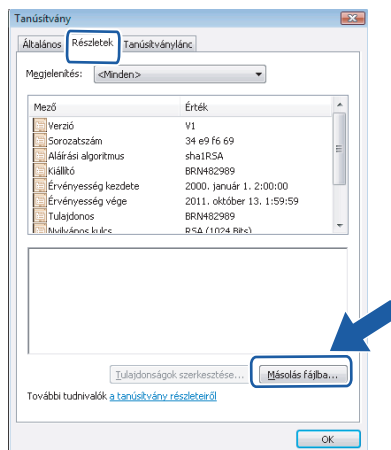 Tanúsítvány
Általános Részletek Tanúsítványlánc
Megjelenítés: <Minden>
Mező Érték
Verzió V1
Sorozatszám 34 e9 f6 69
Aláírási algoritmus sha1RSA
Kiállító BRN482989
Érvényesség kezdete 2000. január 1. 2:00:00
Érvényesség vége 2011. október 13. 1:59:59
Tulajdonos BRN482989
Nyilvános kulcs RSA (1024 Bits)
Tulajdonságok szerkesztése... Másolás fájlba...
További tudnivalók a tanúsítvány részleteiről
OK